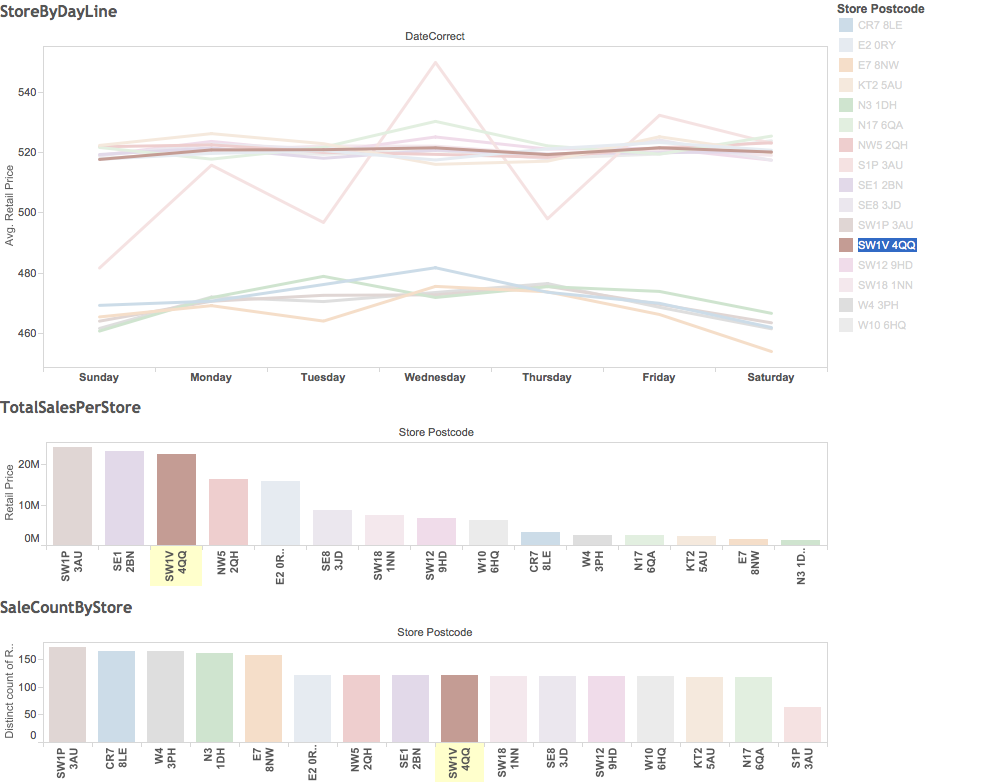 StoreByDayLine
DateCorrect
Avg. Retail Price
540
520
500
480
460
Sunday Monday Tuesday Wednesday Thursday Friday Saturday
Store Postcode
CR7 8LE
E2 0RY
E7 8NW
KT2 5AU
N3 1DH
N17 6QA
NW5 2QH
S1P 3AU
SE1 2BN
SE8 3JD
SW1P 3AU
SW1V 4QQ
SW12 9HD
SW18 1NN
W4 3PH
W10 6HQ
TotalSalesPerStore
Store Postcode
Retail Price
20M
10M
0M
SW1P 3AU
SE1 2BN
SW1V 4QQ
NW5 2QH
E2 0R..
SE8 3JD
SW18 1NN
SW12 9HD
W10 6HQ
CR7 8LE
W4 3PH
N17 6QA
KT2 5AU
E7 8NW
N3 1D..
SaleCountByStore
Store Postcode
Distinct count of R..
150
100
50
0
SW1P 3AU
CR7 8LE
W4 3PH
N3 1DH
E7 8NW
E2 0R..
NW5 2QH
SE1 2BN
SW1V 4QQ
SW18 1NN
SE8 3JD
SW12 9HD
W10 6HQ
KT2 5AU
N17 6QA
S1P 3AU